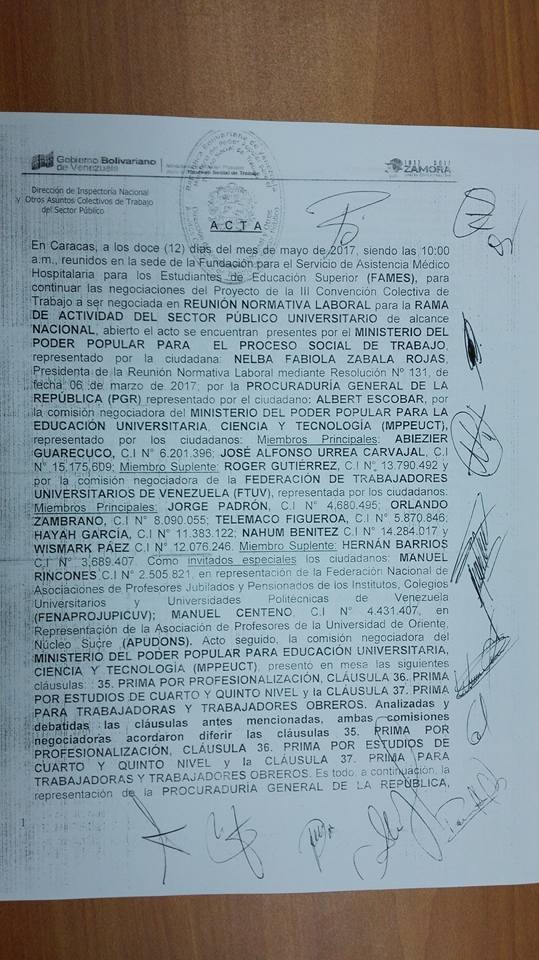 Gobierno Bolivariano
de Venezuela
1817 2017
ZAMORA
Dirección de Inspectoría Nacional
y Otros Asuntos Colectivos de Trabajo
del Sector Público
A C T A
En Caracas, a los doce (12) días del mes de mayo de 2017, siendo las 10:00
a.m., reunidos en la sede de la Fundación para el Servicio de Asistencia Médico
Hospitalaria para los Estudiantes de Educación Superior (FAMES), para
continuar las negociaciones del Proyecto de la III Convención Colectiva de
Trabajo a ser negociada en REUNIÓN NORMATIVA LABORAL para la RAMA
DE ACTIVIDAD DEL SECTOR PÚBLICO UNIVERSITARIO de alcance
NACIONAL, abierto el acto se encuentran presentes por el MINISTERIO DEL
PODER POPULAR PARA EL PROCESO SOCIAL DE TRABAJO,
representado por la ciudadana: NELBA FABIOLA ZABALA ROJAS,
Presidenta de la Reunión Normativa Laboral mediante Resolución Nº 131, de
fecha 06 de marzo de 2017; por la PROCURADURÍA GENERAL DE LA
REPÚBLICA (PGR) representado por el ciudadano: ALBERT ESCOBAR, por
la comisión negociadora del MINISTERIO DEL PODER POPULAR PARA LA
EDUCACIÓN UNIVERSITARIA, CIENCIA Y TECNOLOGÍA (MPPEUCT),
representado por los ciudadanos: Miembros Principales: ABIEZIER
GUARECUCO, C.I N° 6.201.396; JOSÉ ALFONSO URREA CARVAJAL, C.I
N° 15,175,609; Miembro Suplente: ROGER GUTIÉRREZ, C.I N° 13.790.492 y
por la comisión negociadora de la FEDERACIÓN DE TRABAJADORES
UNIVERSITARIOS DE VENEZUELA (FTUV), representada por los ciudadanos:
Miembros Principales: JORGE PADRÓN, C.I N° 4,680,495; ORLANDO
ZAMBRANO, C.I N° 8.090.055; TELEMACO FIGUEROA, C.I N° 5.870.846;
HAYAH GARCÍA, C.I N° 11.383.122; NAHUM BENITEZ C.I N° 14.284.017 y
WISMARK PÁEZ C.I N° 12.076.246. Miembro Suplente: HERNÁN BARRIOS
C.I N° 3,689.407. Como invitados especiales los ciudadanos: MANUEL
RINCONES C.I N° 2.505.821, en representación de la Federación Nacional de
Asociaciones de Profesores Jubilados y Pensionados de los Institutos, Colegios
Universitarios y Universidades Politécnicas de Venezuela
(FENAPROJUPICUV); MANUEL CENTENO C.I N° 4.431.407, en
Representación de la Asociación de Profesores de la Universidad de Oriente,
Núcleo Sucre (APUDONS). Acto seguido, la comisión negociadora del
MINISTERIO DEL PODER POPULAR PARA EDUCACIÓN UNIVERSITARIA,
CIENCIA Y TECNOLOGÍA (MPPEUCT), presentó en mesa las siguientes
cláusulas: 35. PRIMA POR PROFESIONALIZACIÓN, CLÁUSULA 36. PRIMA
POR ESTUDIOS DE CUARTO Y QUINTO NIVEL y la CLÁUSULA 37. PRIMA
PARA TRABAJADORAS Y TRABAJADORES OBREROS. Analizadas y
debatidas las cláusulas antes mencionadas, ambas comisiones
negociadoras acordaron diferir las cláusulas 35. PRIMA POR
PROFESIONALIZACIÓN, CLÁUSULA 36. PRIMA POR ESTUDIOS DE
CUARTO Y QUINTO NIVEL y la CLÁUSULA 37. PRIMA PARA
TRABAJADORAS Y TRABAJADORES OBREROS. Es todo, a continuación, la
representación de la PROCURADURÍA GENERAL DE LA REPÚBLICA,
1